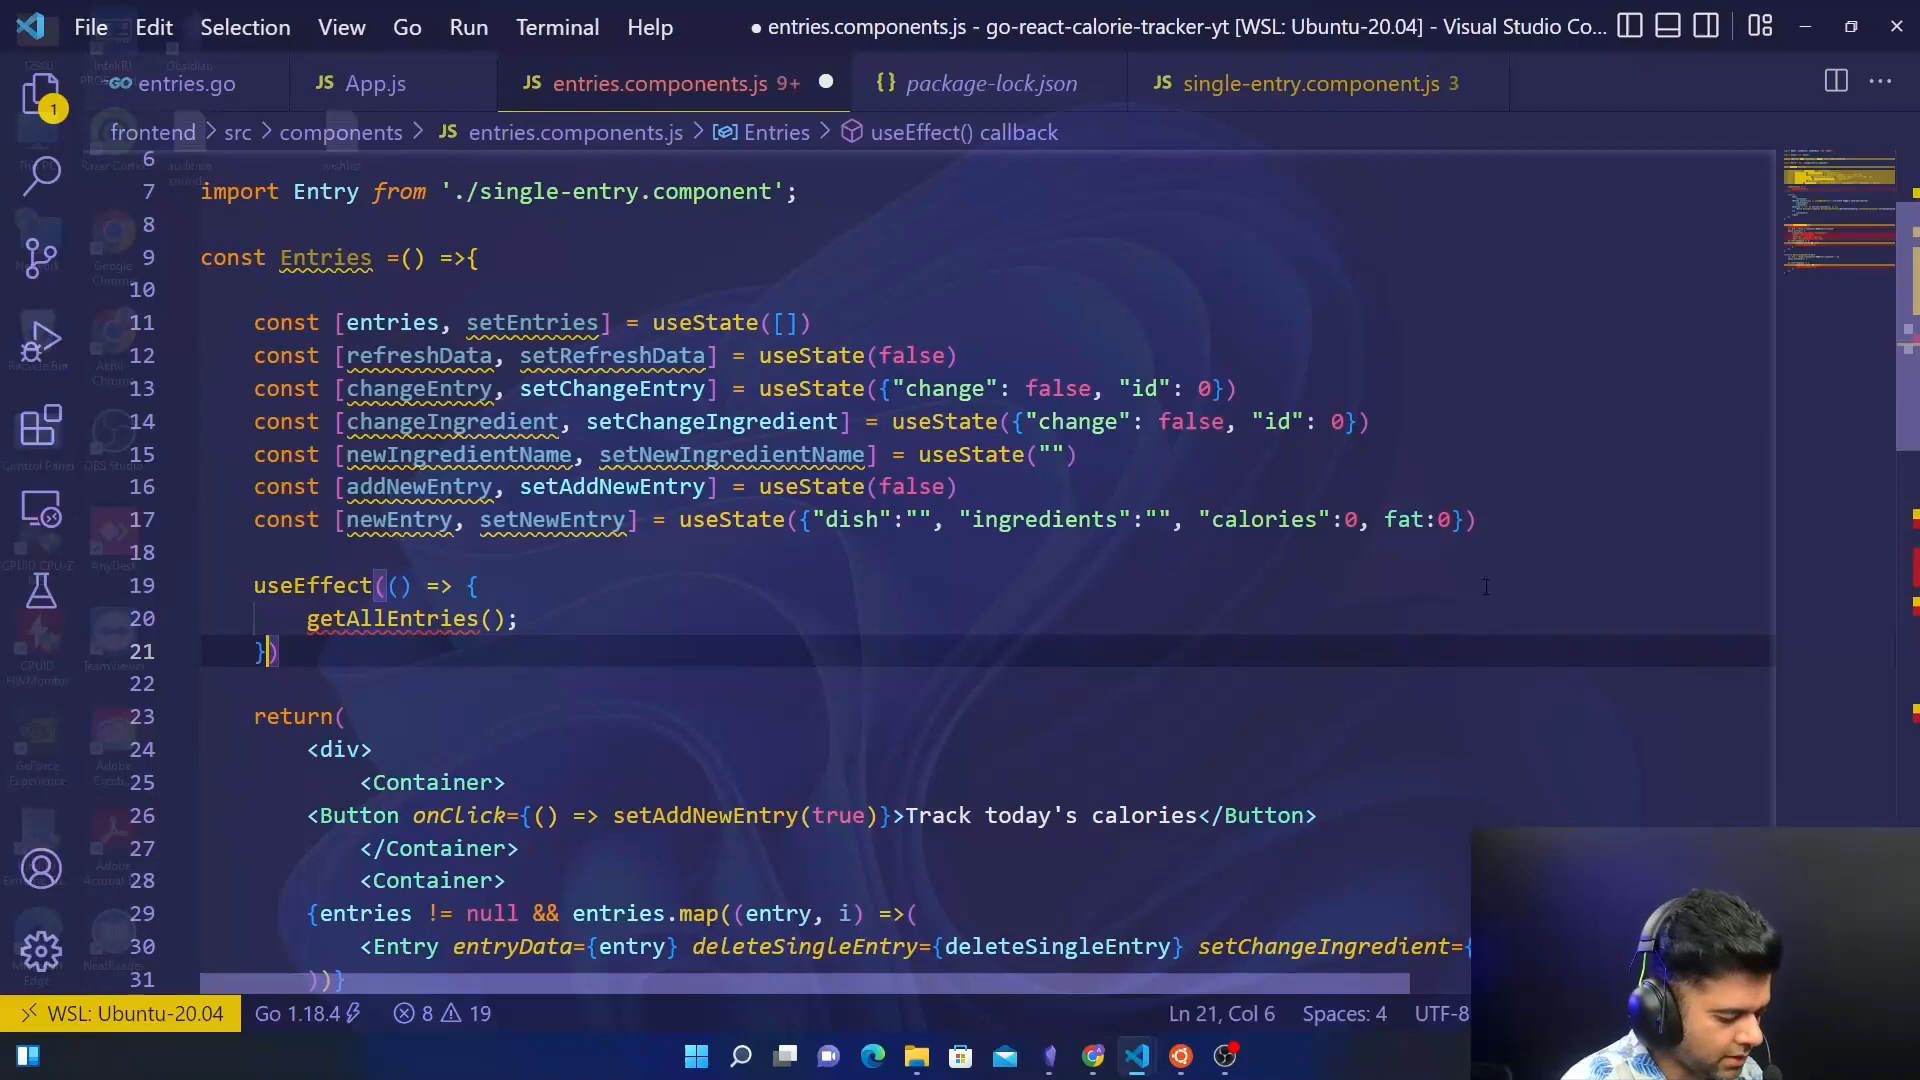 File Edit Selection View Go Run Terminal Help
● entries.components.js - go-react-calorie-tracker-yt [WSL: Ubuntu-20.04] - Visual Studio Co...
entries.go
JS App.js
JS entries.components.js 9+ ●
{} package-lock.json
JS single-entry.component.js 3
frontend > src > components > JS entries.components.js > Entries > useEffect() callback
1
6
7 import Entry from './single-entry.component';
8
9 const Entries =() =>{
10
11 const [entries, setEntries] = useState([])
12 const [refreshData, setRefreshData] = useState(false)
13 const [changeEntry, setChangeEntry] = useState({"change": false, "id": 0})
14 const [changeIngredient, setChangeIngredient] = useState({"change": false, "id": 0})
15 const [newIngredientName, setNewIngredientName] = useState("")
16 const [addNewEntry, setAddNewEntry] = useState(false)
17 const [newEntry, setNewEntry] = useState({"dish":"", "ingredients":"", "calories":0, fat:0})
18
19 useEffect(() => {
20 getAllEntries();
21 })
22
23 return(
24 <div>
25 <Container>
26 <Button onClick={() => setAddNewEntry(true)}>Track today's calories</Button>
27 </Container>
28 <Container>
29 {entries != null && entries.map((entry, i) =>(
30 <Entry entryData={entry} deleteSingleEntry={deleteSingleEntry} setChangeIngredient={
31 ))}
WSL: Ubuntu-20.04 Go 1.18.4 8 19 Ln 21, Col 6 Spaces: 4 UTF-8